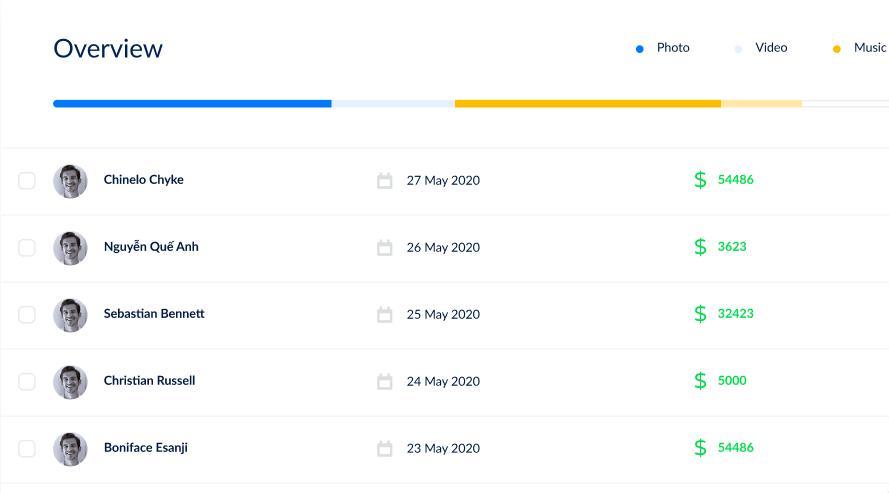 Overview
Photo
Video
Music
Chinelo Chyke 27 May 2020 $ 54486
Nguyễn Quế Anh 26 May 2020 $ 3623
Sebastian Bennett 25 May 2020 $ 32423
Christian Russell 24 May 2020 $ 5000
Boniface Esanji 23 May 2020 $ 54486